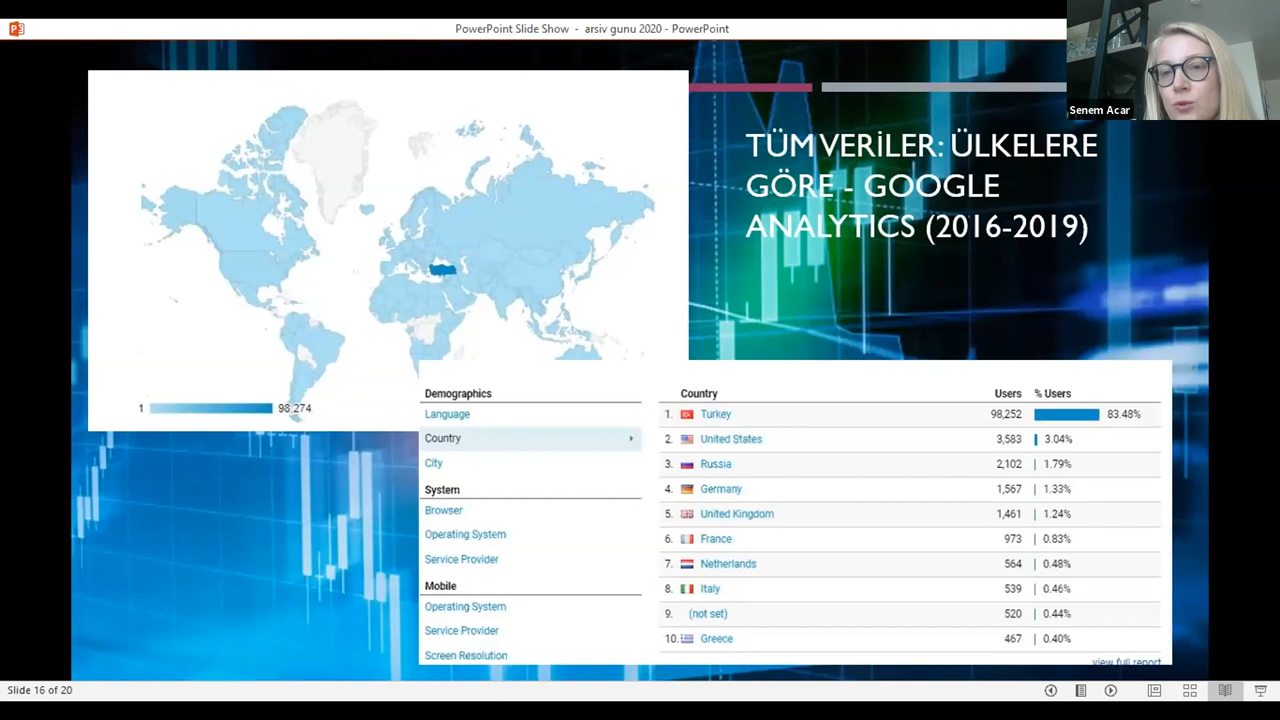 PowerPoint Slide Show - arsiv gunu 2020 - PowerPoint
Senem Acar
TÜM VERİLER: ÜLKELERE
GÖRE - GOOGLE
ANALYTICS (2016-2019)
1 98,274
Demographics
Language
Country
City
System
Browser
Operating System
Service Provider
Mobile
Operating System
Service Provider
Screen Resolution
Country Users % Users
1. Turkey 98,252 83.48%
2. United States 3,583 3.04%
3. Russia 2,102 1.79%
4. Germany 1,567 1.33%
5. United Kingdom 1,461 1.24%
6. France 973 0.83%
7. Netherlands 564 0.48%
8. Italy 539 0.46%
9. (not set) 520 0.44%
10. Greece 467 0.40%
view full report
Slide 16 of 20